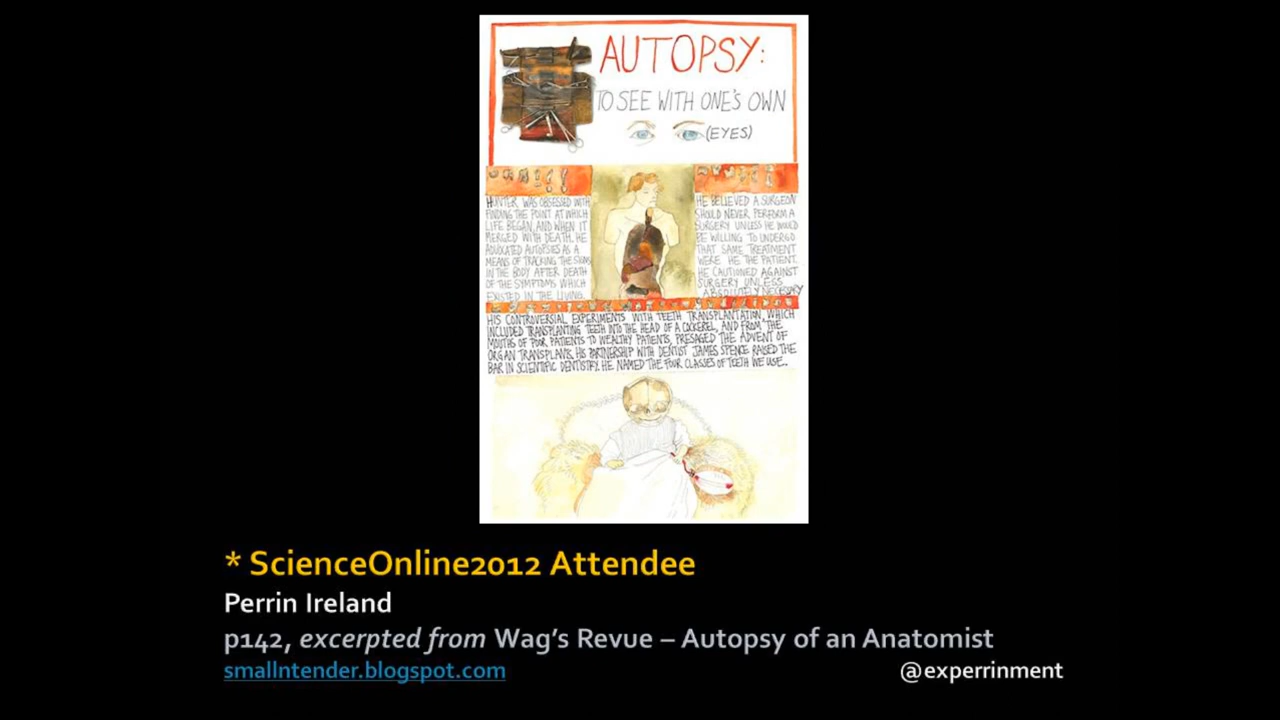 AUTOPSY:
TO SEE WITH ONE'S OWN
(EYES)
HUNTER WAS OBSESSED WITH
FINDING THE POINT AT WHICH
LIFE BEGAN, AND WHEN IT
MERGED WITH DEATH. HE
ADVOCATED AUTOPSIES AS A
MEANS OF TRACKING THE SIGNS
IN THE BODY AFTER DEATH
OF THE SYMPTOMS WHICH
EXISTED IN THE LIVING.
HE BELIEVED A SURGEON
SHOULD NEVER PERFORM A
SURGERY UNLESS HE WOULD
BE WILLING TO UNDERGO
THAT SAME TREATMENT
WERE HE THE PATIENT.
HE CAUTIONED AGAINST
SURGERY UNLESS
ABSOLUTELY NECESSARY
HIS CONTROVERSIAL EXPERIMENTS WITH TEETH TRANSPLANTATION, WHICH
INCLUDED TRANSPLANTING TEETH INTO THE HEAD OF A COCKEREL, AND FROM THE
MOUTHS OF POOR PATIENTS TO WEALTHY PATIENTS, PRESAGED THE ADVENT OF
ORGAN TRANSPLANTS. HIS PARTNERSHIP WITH DENTIST JAMES SPENCE RAISED THE
BAR IN SCIENTIFIC DENTISTRY. HE NAMED THE FOUR CLASSES OF TEETH WE USE..
* ScienceOnline2012 Attendee
Perrin Ireland
p142, excerpted from Wag's Revue – Autopsy of an Anatomist
smallntender.blogspot.com @experrinment